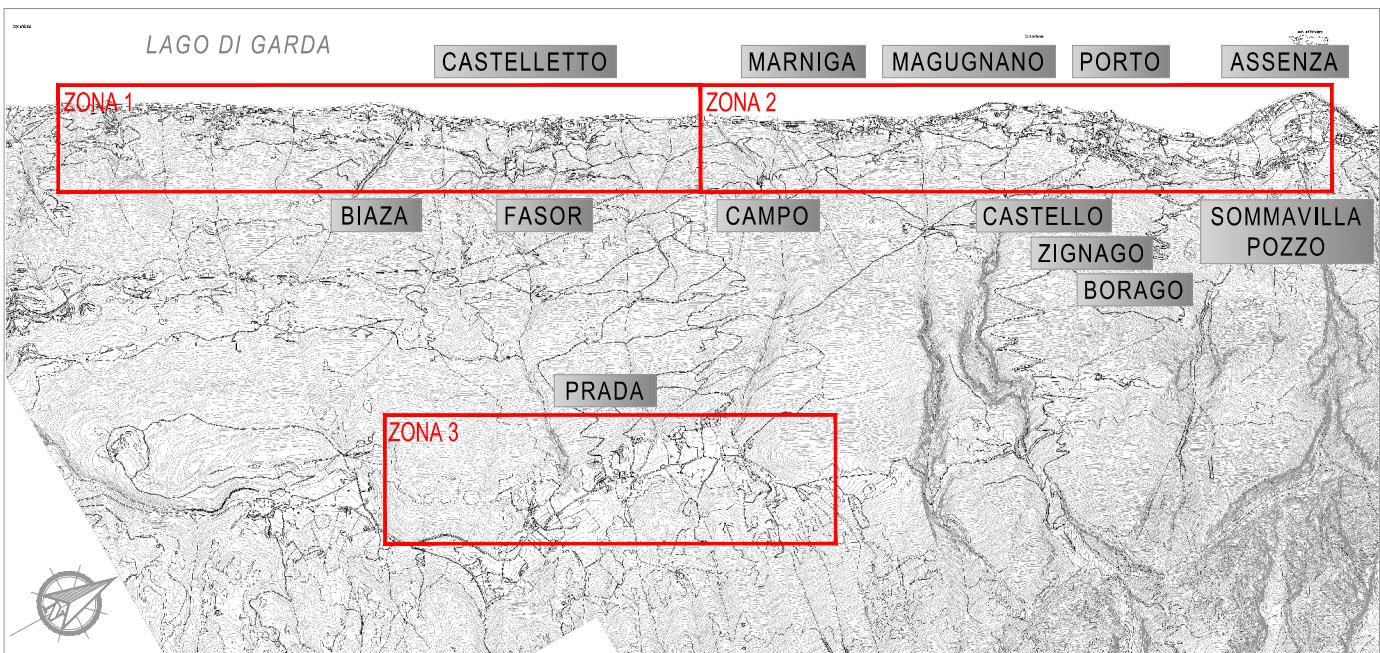 LAGO DI GARDA
CASTELLETTO
MARNIGA
MAGUGNANO
PORTO
ASSENZA
ZONA 1
ZONA 2
BIAZA
FASOR
CAMPO
CASTELLO
SOMMAVILLA
POZZO
ZIGNAGO
BORAGO
PRADA
ZONA 3